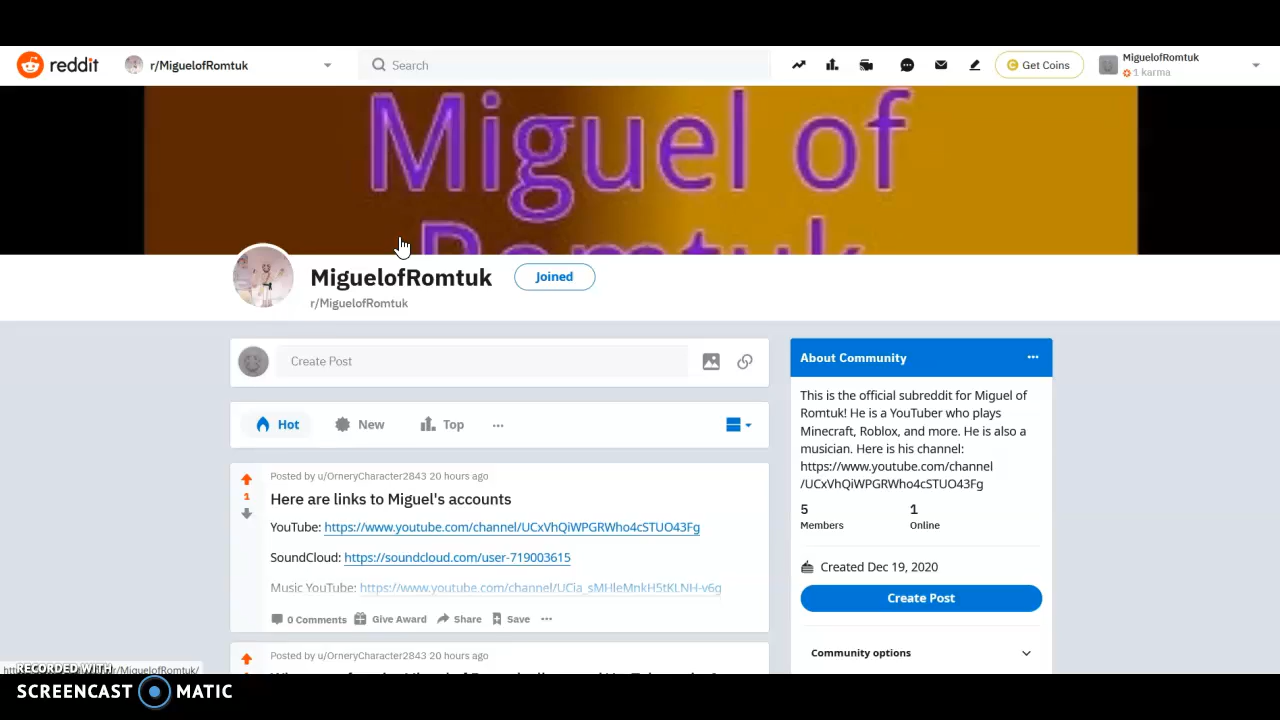 reddit
r/MiguelofRomtuk
Search
Get Coins
MiguelofRomtuk
1 karma
Miguel of
Romtuk
MiguelofRomtuk
Joined
r/MiguelofRomtuk
Create Post
Hot
New
Top
Posted by u/OrneryCharacter2843 20 hours ago
1
Here are links to Miguel's accounts
YouTube: https://www.youtube.com/channel/UCxVhQiWPGRWho4cSTUO43Fg
SoundCloud: https://soundcloud.com/user-719003615
Music YouTube: https://www.youtube.com/channel/UCia_sMHleMnkH5tKLNH-v6g
0 Comments
Give Award
Share
Save
Posted by u/OrneryCharacter2843 20 hours ago
About Community
This is the official subreddit for Miguel of
Romtuk! He is a YouTuber who plays
Minecraft, Roblox, and more. He is also a
musician. Here is his channel:
https://www.youtube.com/channel
/UCxVhQiWPGRWho4cSTUO43Fg
5
Members
1
Online
Created Dec 19, 2020
Create Post
Community options
RECORDED WITH
SCREENCAST MATIC